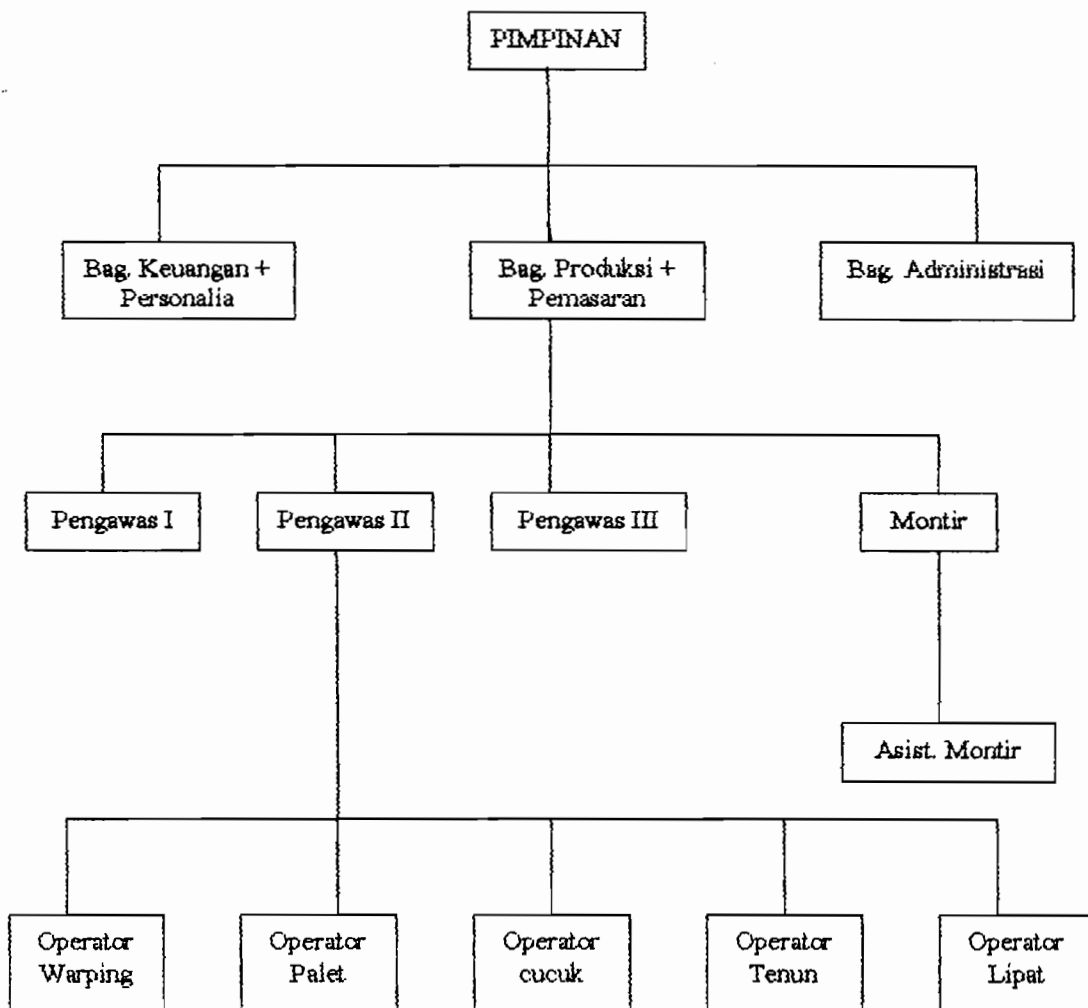 PIMPINAN
Bag. Keuangan +
Personalia
Bag. Produksi +
Pemasaran
Bag. Administrasi
Pengawas I
Pengawas II
Pengawas III
Montir
Asist. Montir
Operator
Warping
Operator
Palet
Operator
cucuk
Operator
Tenun
Operator
Lipat